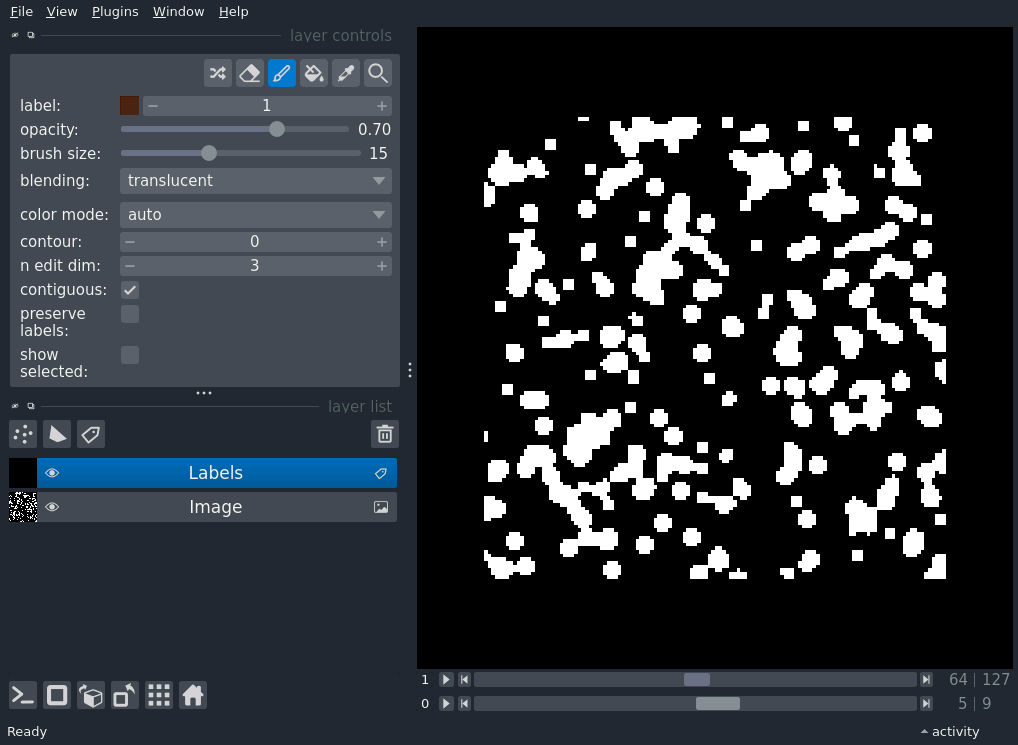 File View Plugins Window Help
layer controls
label: 1
opacity: 0.70
brush size: 15
blending: translucent
color mode: auto
contour: 0
n edit dim: 3
contiguous:
preserve
labels:
show
selected:
layer list
Labels
Image
1 64 | 127
0 5 | 9
Ready activity